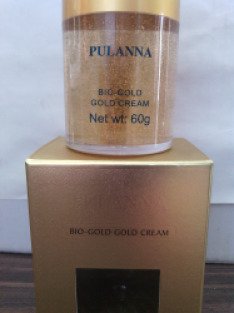 PULANNA
BIO-GOLD
GOLD CREAM
Net wt: 60g
BIO-GOLD GOLD CREAM